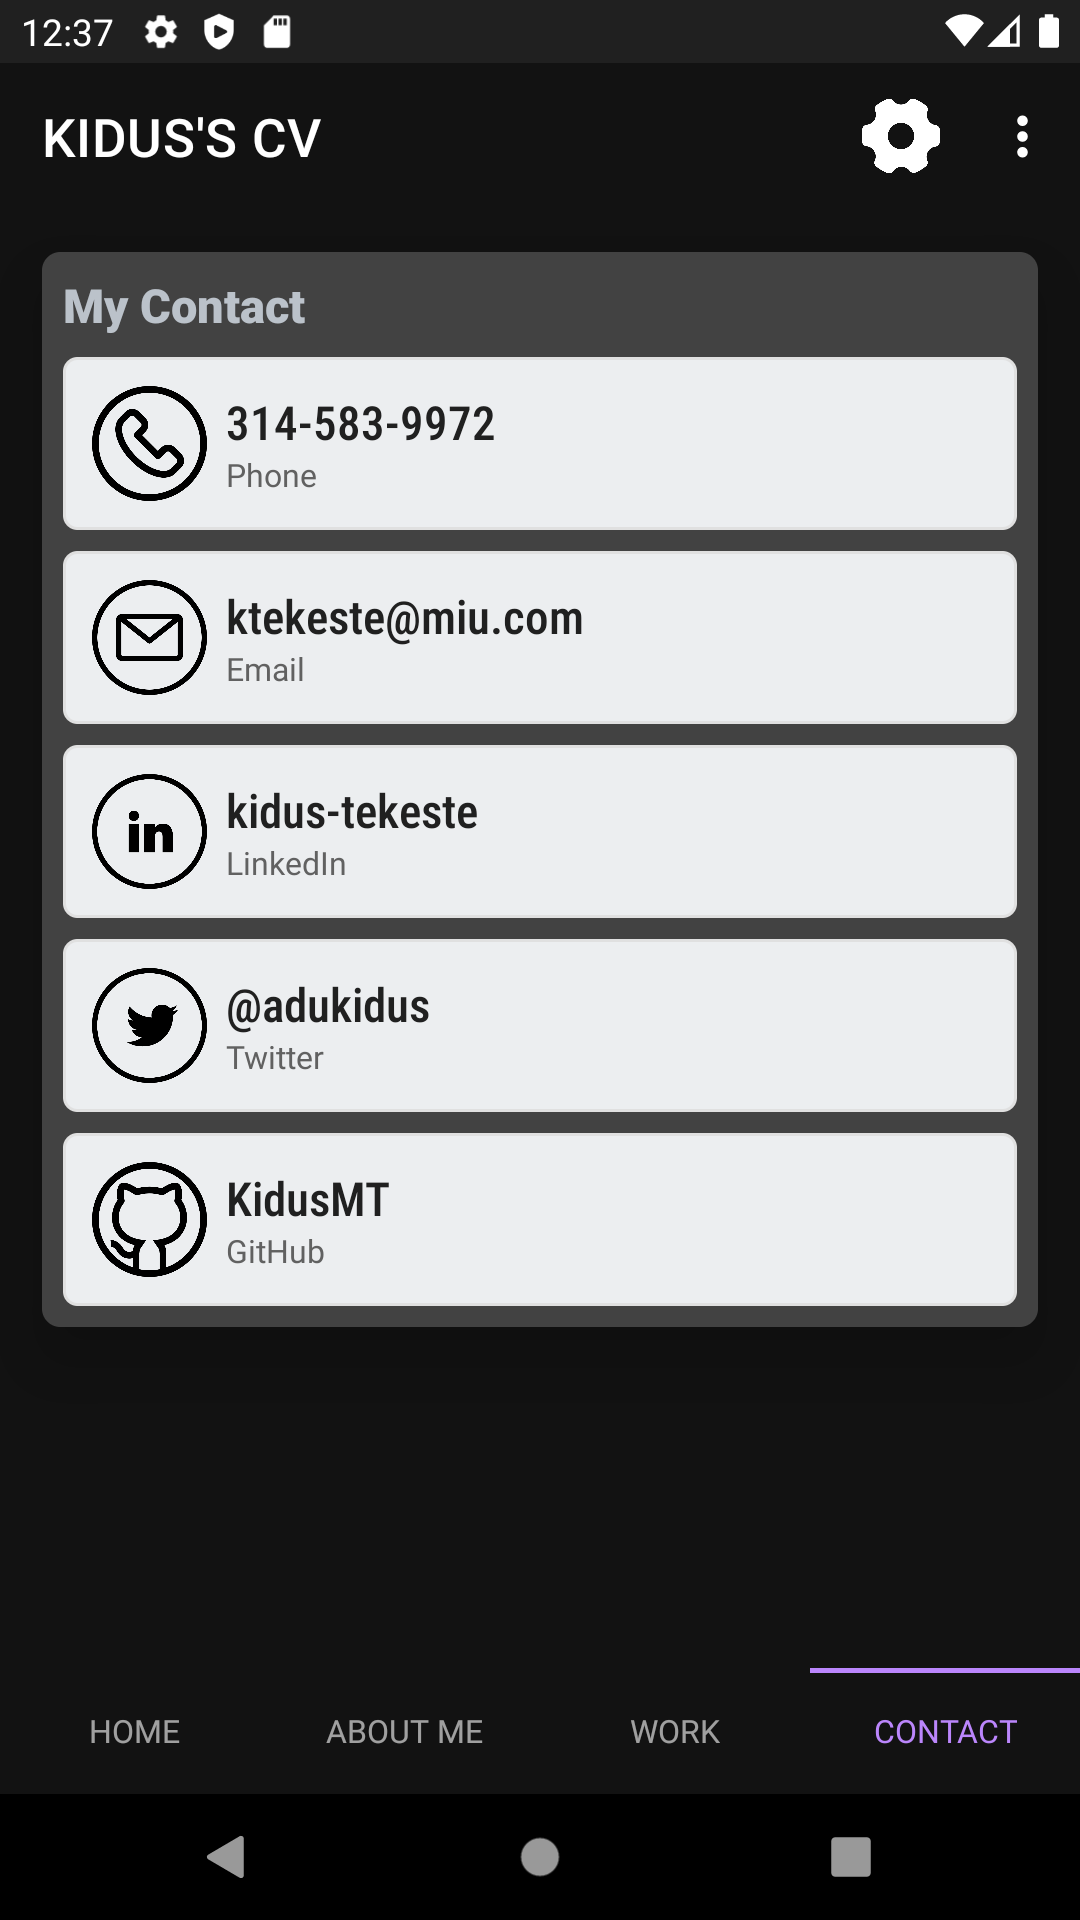 12:37
KIDUS'S CV
My Contact
314-583-9972
Phone
ktekeste@miu.com
Email
in
kidus-tekeste
LinkedIn
@adukidus
Twitter
KidusMT
GitHub
HOME ABOUT ME WORK CONTACT